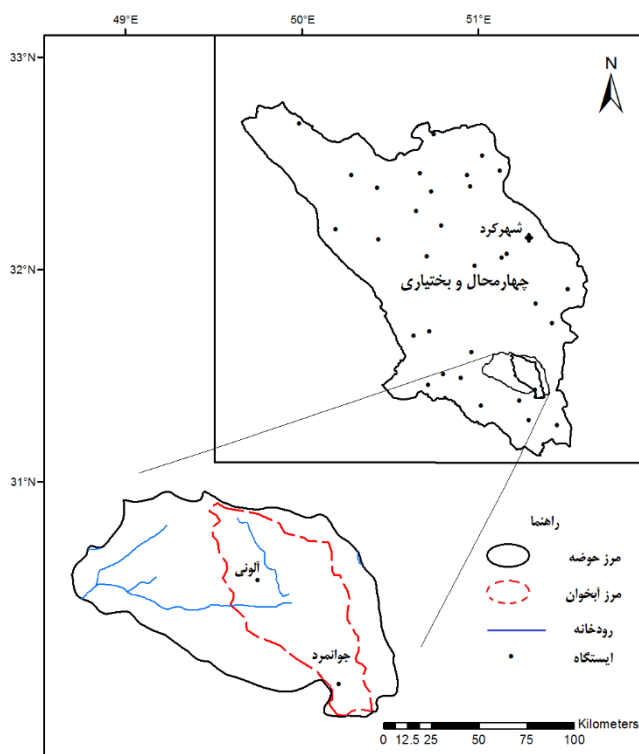 49°E 50°E 51°E
33°N
N
شهرکرد
32°N
چهارمحال و بختیاری
31°N
راهنما
مرز حوضه
مرز آبخوان
رودخانه
ایستگاه
آلونی
جوانمرد
Kilometers
0 12.5 25 50 75 100